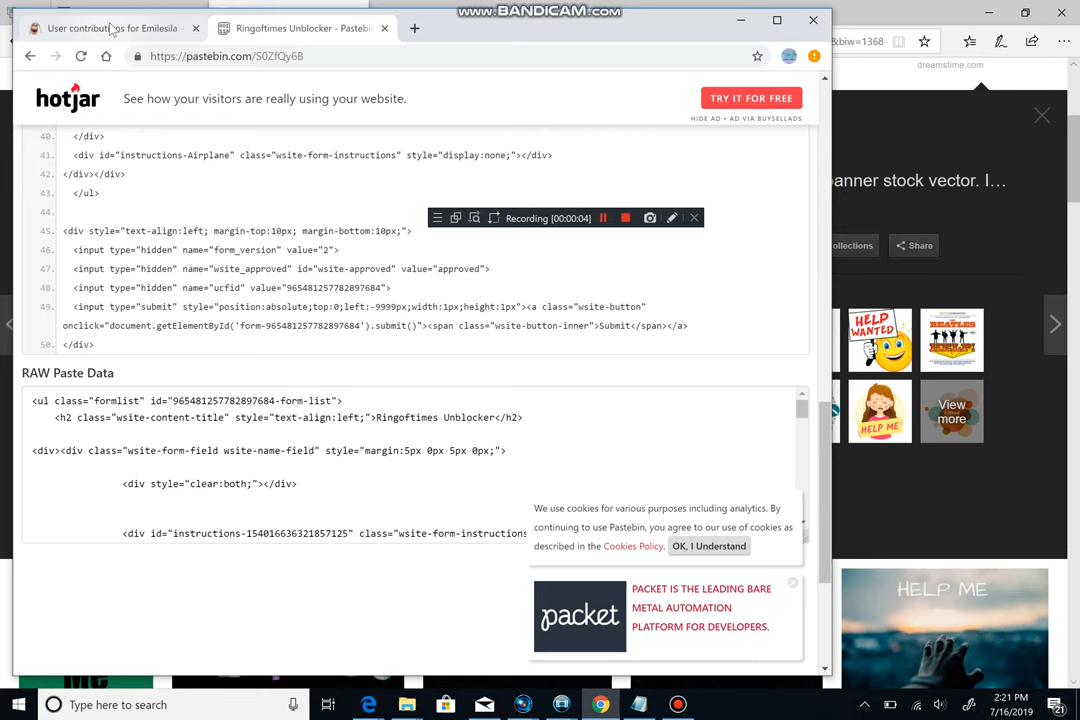 www.BANDICAM.com
User contributions for Emilesila -
Ringoftimes Unblocker - Pastebin
https://pastebin.com/S0ZfQy6B
&biw=1368
dreamstime.com
hotjar
See how your visitors are really using your website.
TRY IT FOR FREE
HIDE AD • AD VIA BUYSELLADS
40. </div>
41. <div id="instructions-Airplane" class="wsite-form-instructions" style="display:none;"></div>
42. </div></div>
43. </ul>
44.
45. <div style="text-align:left; margin-top:10px; margin-bottom:10px;">
46. <input type="hidden" name="form_version" value="2">
47. <input type="hidden" name="wsite_approved" id="wsite-approved" value="approved">
48. <input type="hidden" name="ucfid" value="965481257782897684">
49. <input type="submit" style="position:absolute;top:0;left:-9999px;width:1px;height:1px"><a class="wsite-button"
onclick="document.getElementById('form-965481257782897684').submit()"><span class="wsite-button-inner">Submit</span></a>
50. </div>
Recording [00:00:04]
anner stock vector. I...
ollections
Share
HELP WANTED
THE BEATLES
HELP!
HELP ME
View
more
RAW Paste Data
<ul class="formlist" id="965481257782897684-form-list">
<h2 class="wsite-content-title" style="text-align:left;">Ringoftimes Unblocker</h2>
<div><div class="wsite-form-field wsite-name-field" style="margin:5px 0px 5px 0px;">
<div style="clear:both;"></div>
<div id="instructions-154016636321857125" class="wsite-form-instructions
We use cookies for various purposes including analytics. By
continuing to use Pastebin, you agree to our use of cookies as
described in the Cookies Policy. OK, I Understand
packet
PACKET IS THE LEADING BARE
METAL AUTOMATION
PLATFORM FOR DEVELOPERS.
HELP ME
Type here to search
2:21 PM
7/16/2019
21